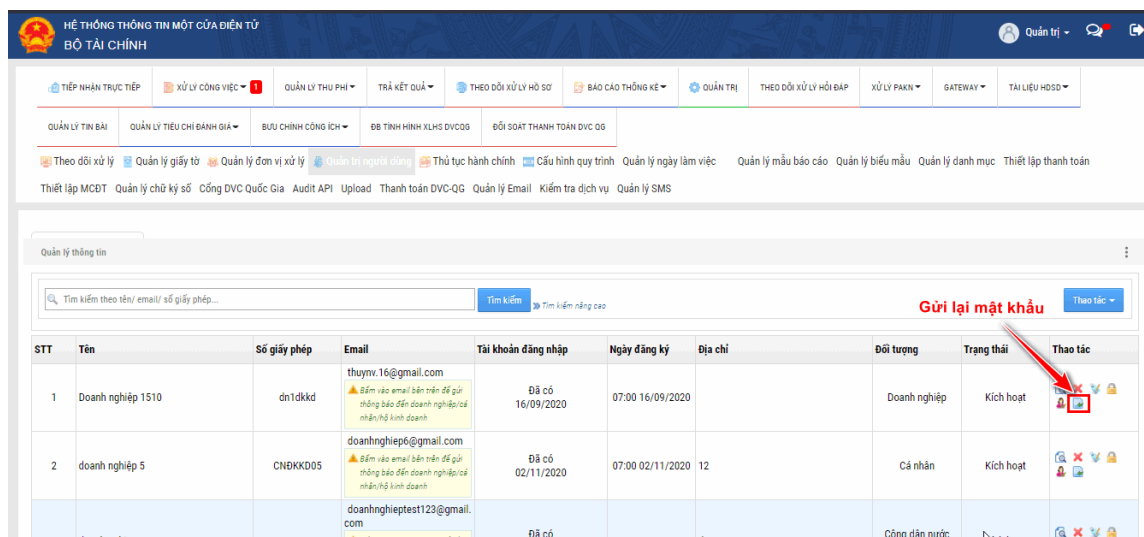 HỆ THỐNG THÔNG TIN MỘT CỬA ĐIỆN TỬ
BỘ TÀI CHÍNH
Quản trị
TIẾP NHẬN TRỰC TIẾP XỬ LÝ CÔNG VIỆC 1 QUẢN LÝ THU PHÍ TRẢ KẾT QUẢ THEO DÕI XỬ LÝ HỒ SƠ BÁO CÁO THỐNG KÊ QUẢN TRỊ THEO DÕI XỬ LÝ HỎI ĐÁP XỬ LÝ PAKN GATEWAY TÀI LIỆU HDSD
QUẢN LÝ TIN BÀI QUẢN LÝ TIÊU CHÍ ĐÁNH GIÁ BƯU CHÍNH CÔNG ÍCH ĐB TÌNH HÌNH XLHS DVCQG ĐỐI SOÁT THANH TOÁN DVC QG
Theo dõi xử lý Quản lý giấy tờ Quản lý đơn vị xử lý Quản trị người dùng Thủ tục hành chính Cấu hình quy trình Quản lý ngày làm việc Quản lý mẫu báo cáo Quản lý biểu mẫu Quản lý danh mục Thiết lập thanh toán
Thiết lập MCĐT Quản lý chữ ký số Cổng DVC Quốc Gia Audit API Upload Thanh toán DVC-QG Quản lý Email Kiểm tra dịch vụ Quản lý SMS
Quản lý thông tin
Tìm kiếm theo tên/ email/ số giấy phép... Tìm kiếm Tìm kiếm nâng cao Thao tác
Gửi lại mật khẩu
STT Tên Số giấy phép Email Tài khoản đăng nhập Ngày đăng ký Địa chỉ Đối tượng Trạng thái Thao tác
thuynv.16@gmail.com
1 Doanh nghiệp 1510 dn1dkkd Đã có 07:00 16/09/2020 Doanh nghiệp Kích hoạt
16/09/2020
Bấm vào email bên trên để gửi
thông báo đến doanh nghiệp/cá
nhân/hộ kinh doanh
doanhnghiep6@gmail.com
2 doanh nghiệp 5 CNĐKKD05 Đã có 07:00 02/11/2020 12 Cá nhân Kích hoạt
02/11/2020
Bấm vào email bên trên để gửi
thông báo đến doanh nghiệp/cá
nhân/hộ kinh doanh
doanhnghieptest123@gmail.
com
Đã có Công dân nước